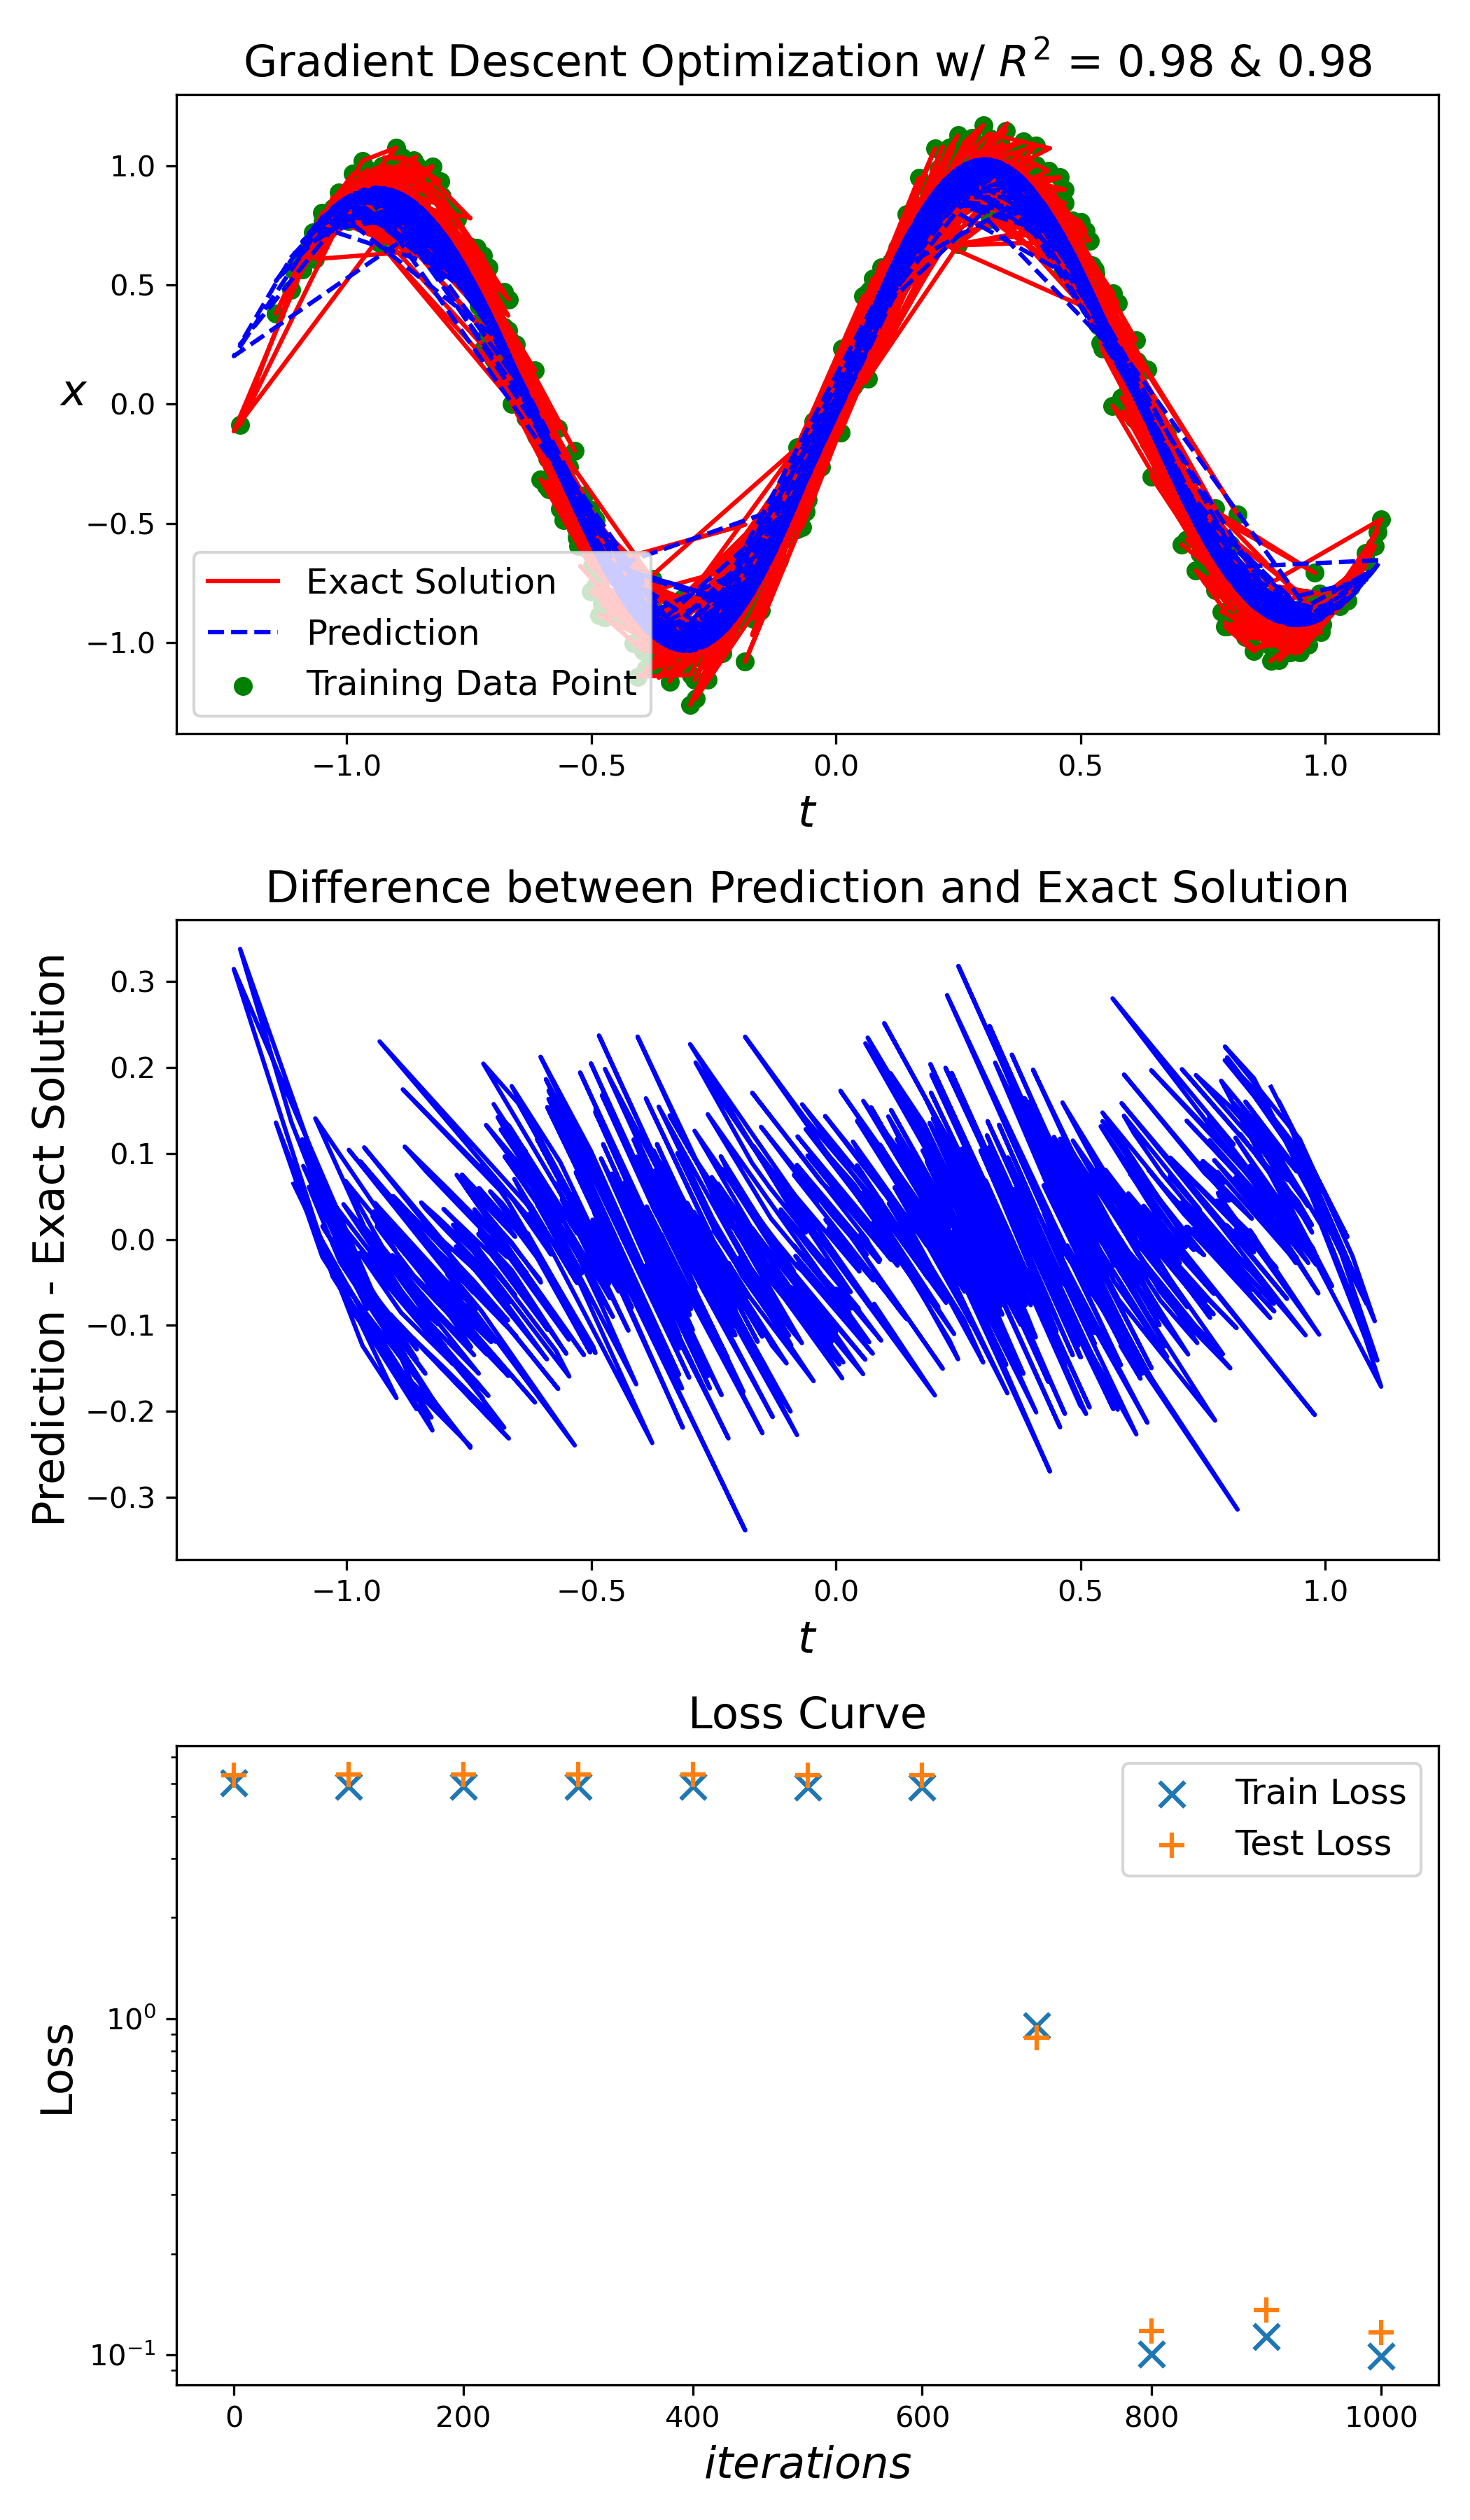 Gradient Descent Optimization w/ R² = 0.98 & 0.98
1.0
0.5
0.0
−0.5
−1.0
x
Exact Solution
Prediction
Training Data Point
−1.0 −0.5 0.0 0.5 1.0
t
Difference between Prediction and Exact Solution
0.3
0.2
0.1
0.0
−0.1
−0.2
−0.3
Prediction - Exact Solution
−1.0 −0.5 0.0 0.5 1.0
t
Loss Curve
Train Loss
Test Loss
10⁰
10⁻¹
Loss
0 200 400 600 800 1000
iterations